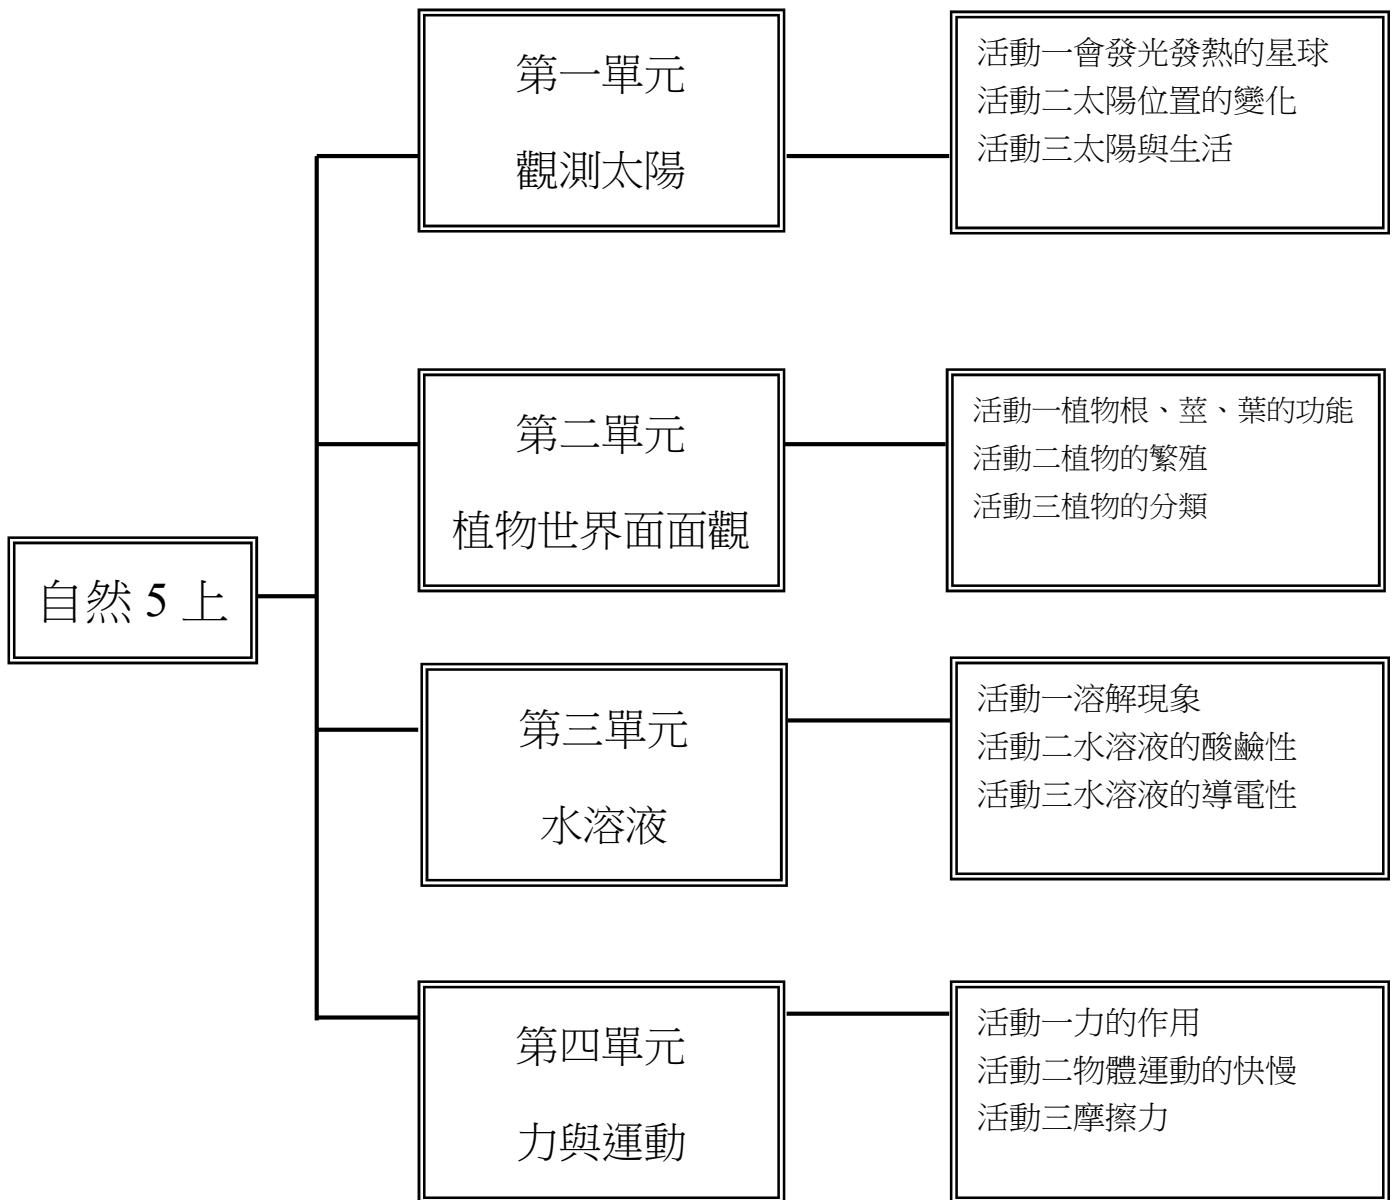 自然 5 上
第一單元
觀測太陽
活動一會發光發熱的星球
活動二太陽位置的變化
活動三太陽與生活
第二單元
植物世界面面觀
活動一植物根、莖、葉的功能
活動二植物的繁殖
活動三植物的分類
第三單元
水溶液
活動一溶解現象
活動二水溶液的酸鹼性
活動三水溶液的導電性
第四單元
力與運動
活動一力的作用
活動二物體運動的快慢
活動三摩擦力